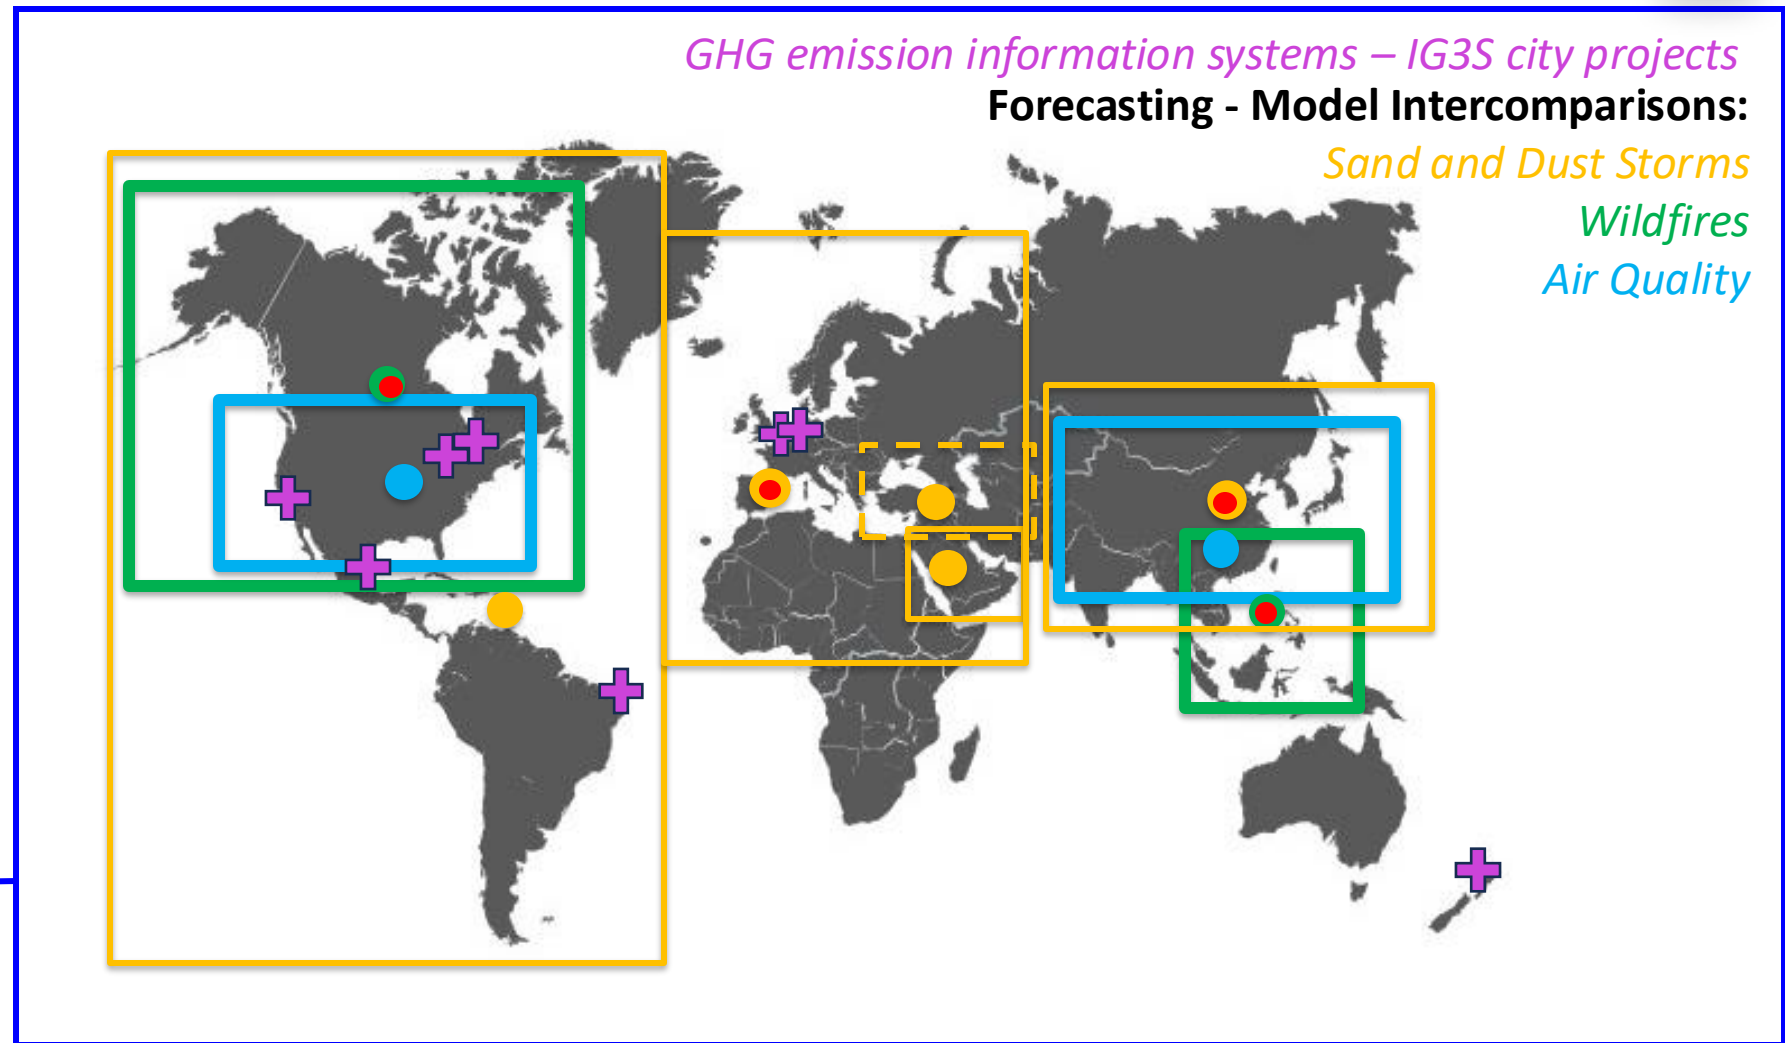 GHG emission information systems – IG3S city projects
Forecasting - Model Intercomparisons:
Sand and Dust Storms
Wildfires
Air Quality